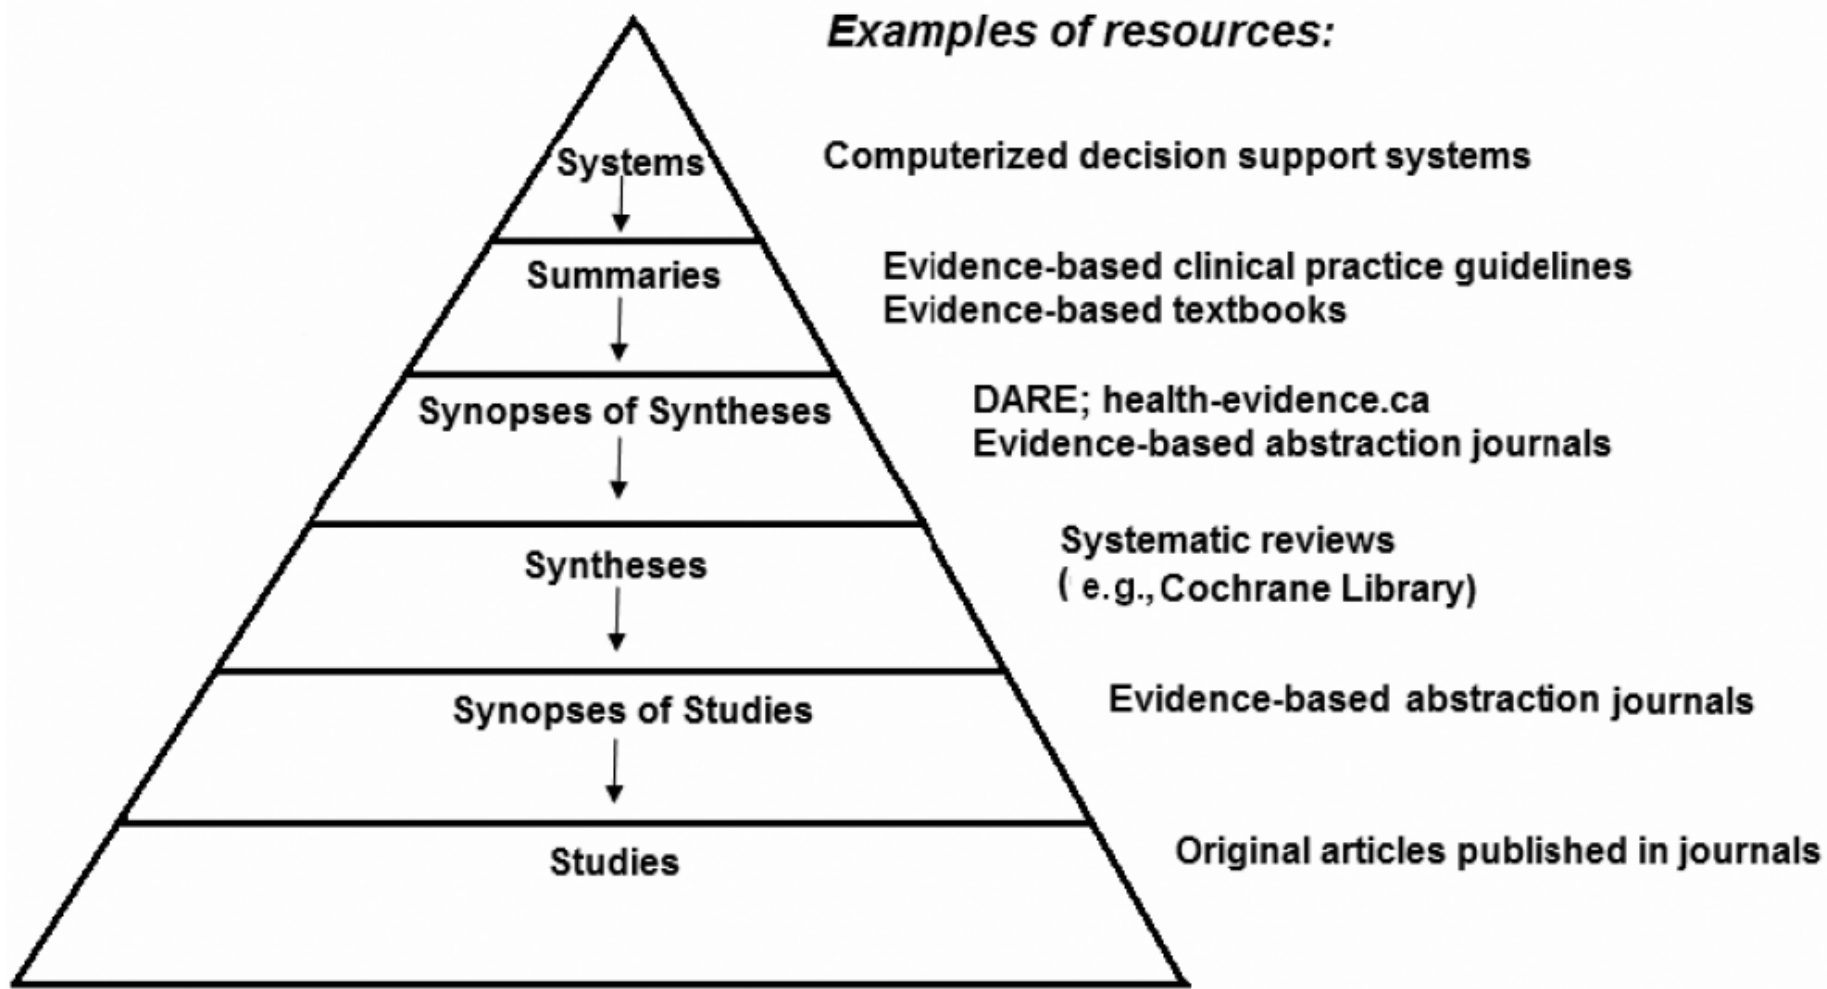 Examples of resources:
Systems
Computerized decision support systems
Summaries
Evidence-based clinical practice guidelines
Evidence-based textbooks
Synopses of Syntheses
DARE; health-evidence.ca
Evidence-based abstraction journals
Syntheses
Systematic reviews
( e.g., Cochrane Library)
Synopses of Studies
Evidence-based abstraction journals
Studies
Original articles published in journals